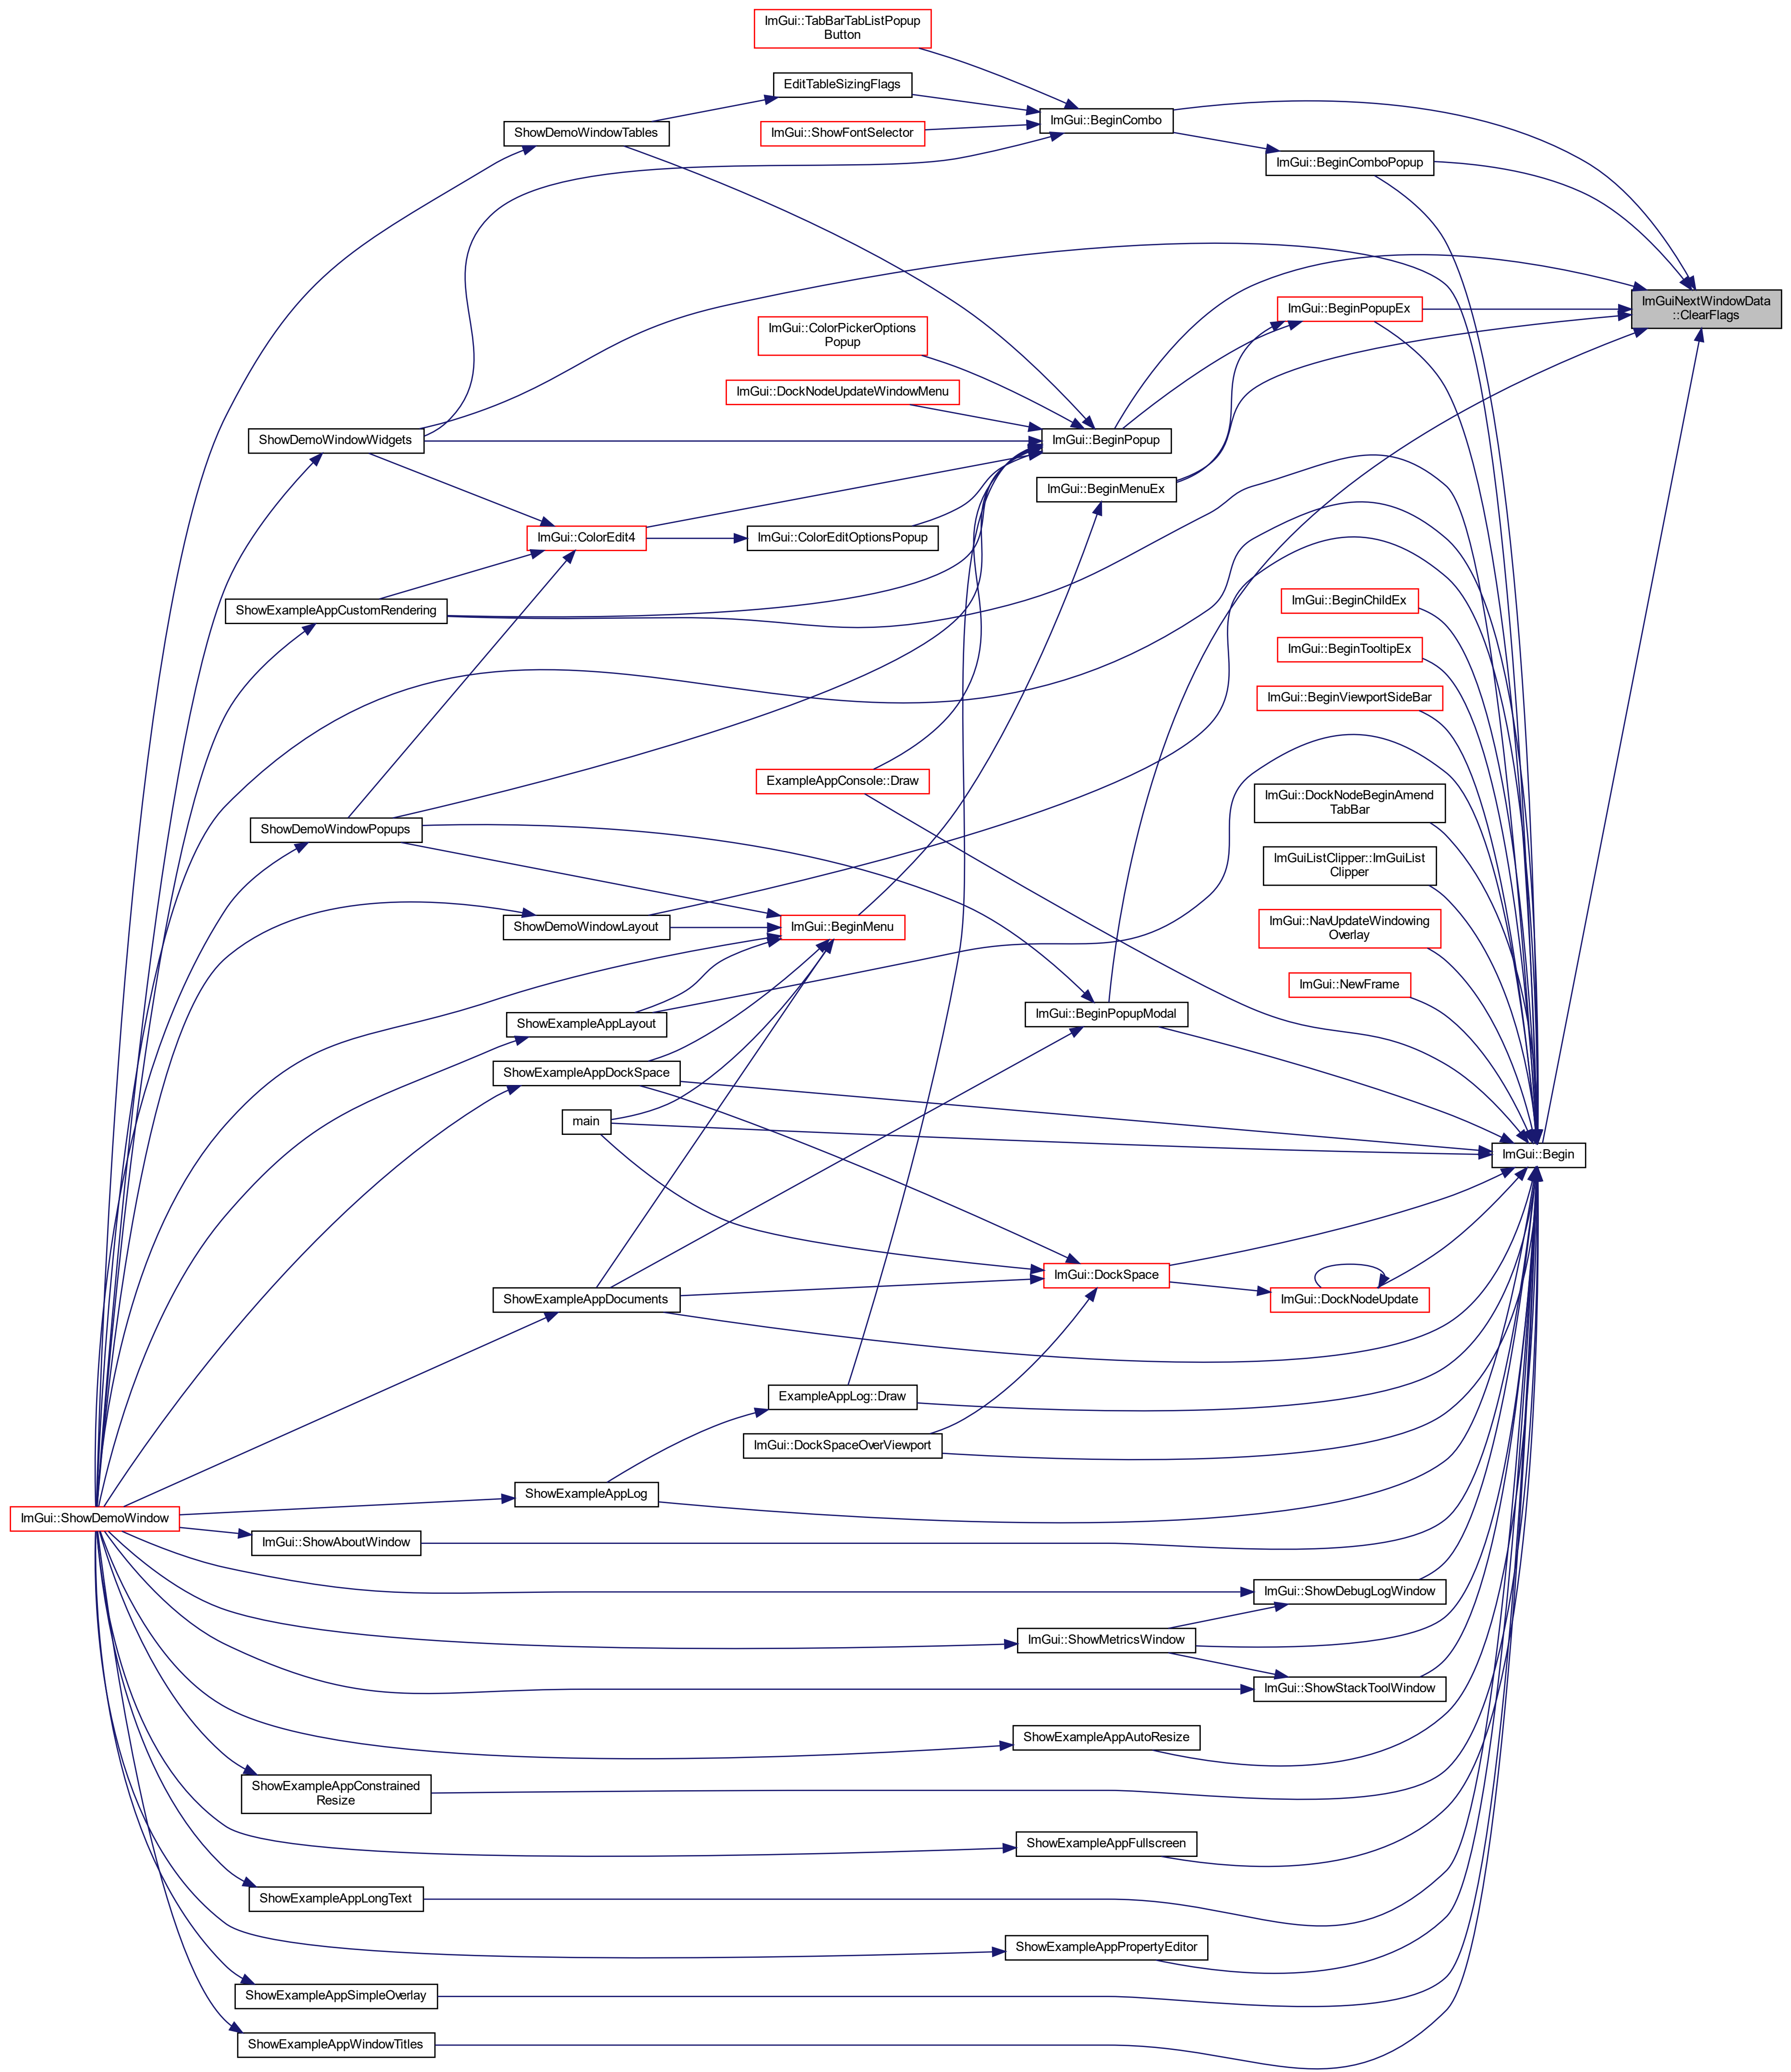 ImGui::TabBarTabListPopup
Button
EditTableSizingFlags
ImGui::BeginCombo
ShowDemoWindowTables
ImGui::ShowFontSelector
ImGui::BeginComboPopup
ImGuiNextWindowData
::ClearFlags
ImGui::BeginPopupEx
ImGui::ColorPickerOptions
Popup
ImGui::DockNodeUpdateWindowMenu
ShowDemoWindowWidgets
ImGui::BeginPopup
ImGui::BeginMenuEx
ImGui::ColorEdit4
ImGui::ColorEditOptionsPopup
ImGui::BeginChildEx
ShowExampleAppCustomRendering
ImGui::BeginTooltipEx
ImGui::BeginViewportSideBar
ExampleAppConsole::Draw
ImGui::DockNodeBeginAmend
TabBar
ShowDemoWindowPopups
ImGuiListClipper::ImGuiList
Clipper
ShowDemoWindowLayout
ImGui::BeginMenu
ImGui::NavUpdateWindowing
Overlay
ImGui::NewFrame
ShowExampleAppLayout
ImGui::BeginPopupModal
ShowExampleAppDockSpace
main
ImGui::Begin
ImGui::DockSpace
ShowExampleAppDocuments
ImGui::DockNodeUpdate
ExampleAppLog::Draw
ImGui::DockSpaceOverViewport
ShowExampleAppLog
ImGui::ShowDemoWindow
ImGui::ShowAboutWindow
ImGui::ShowDebugLogWindow
ImGui::ShowMetricsWindow
ImGui::ShowStackToolWindow
ShowExampleAppAutoResize
ShowExampleAppConstrained
Resize
ShowExampleAppFullscreen
ShowExampleAppLongText
ShowExampleAppPropertyEditor
ShowExampleAppSimpleOverlay
ShowExampleAppWindowTitles